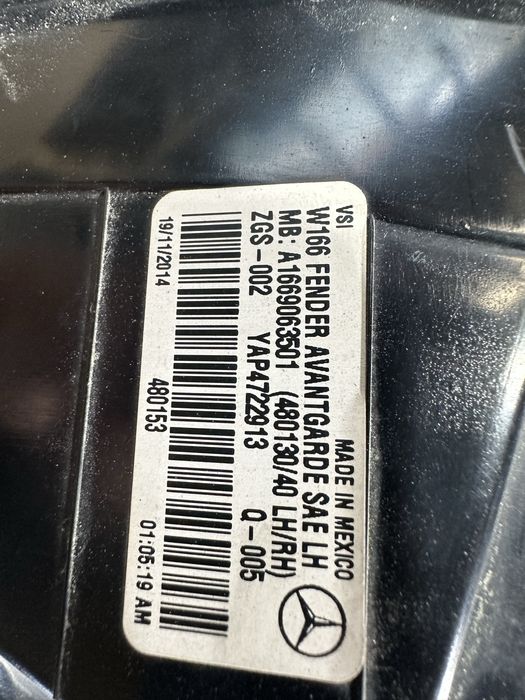 VSI MADE IN MEXICO
W166 FENDER AVANTGARDE SAE LH
MB: A1669063501 (480130/40 LH/RH)
ZGS-002 YAP4722913 Q-005
19/11/2014 480153 01:05:19 AM